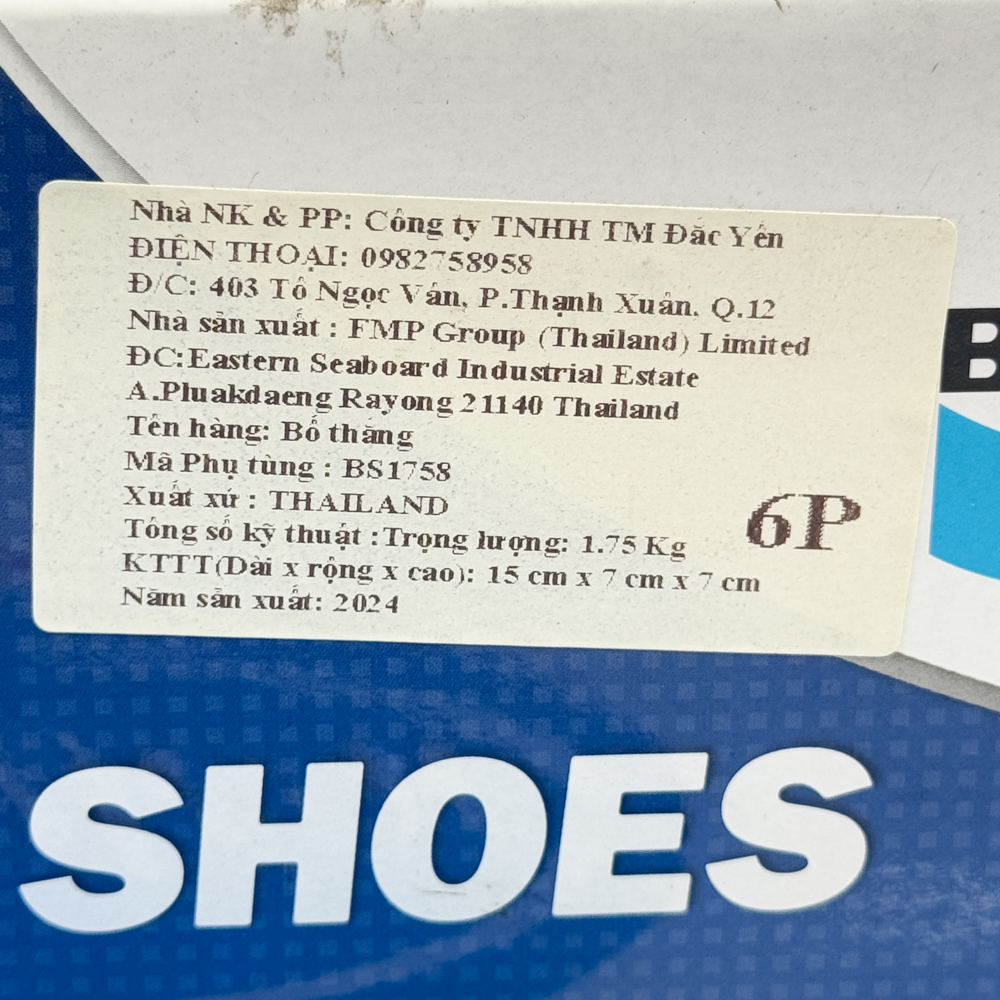 Nhà NK & PP: Công ty TNHH TM Đắc Yên
ĐIỆN THOẠI: 0982758958
Đ/C: 403 Tô Ngọc Vân, P.Thạnh Xuân, Q.12
Nhà sản xuất : FMP Group (Thailand) Limited
ĐC:Eastern Seaboard Industrial Estate
A.Pluakdaeng Rayong 21140 Thailand
Tên hàng: Bố thắng
Mã Phụ tùng : BS1758
Xuất xứ : THAILAND
6P
Tông số kỹ thuật :Trọng lượng: 1.75 Kg
KTTT(Dài x rộng x cao): 15 cm x 7 cm x 7 cm
Năm sản xuất: 2024
B
SHOES